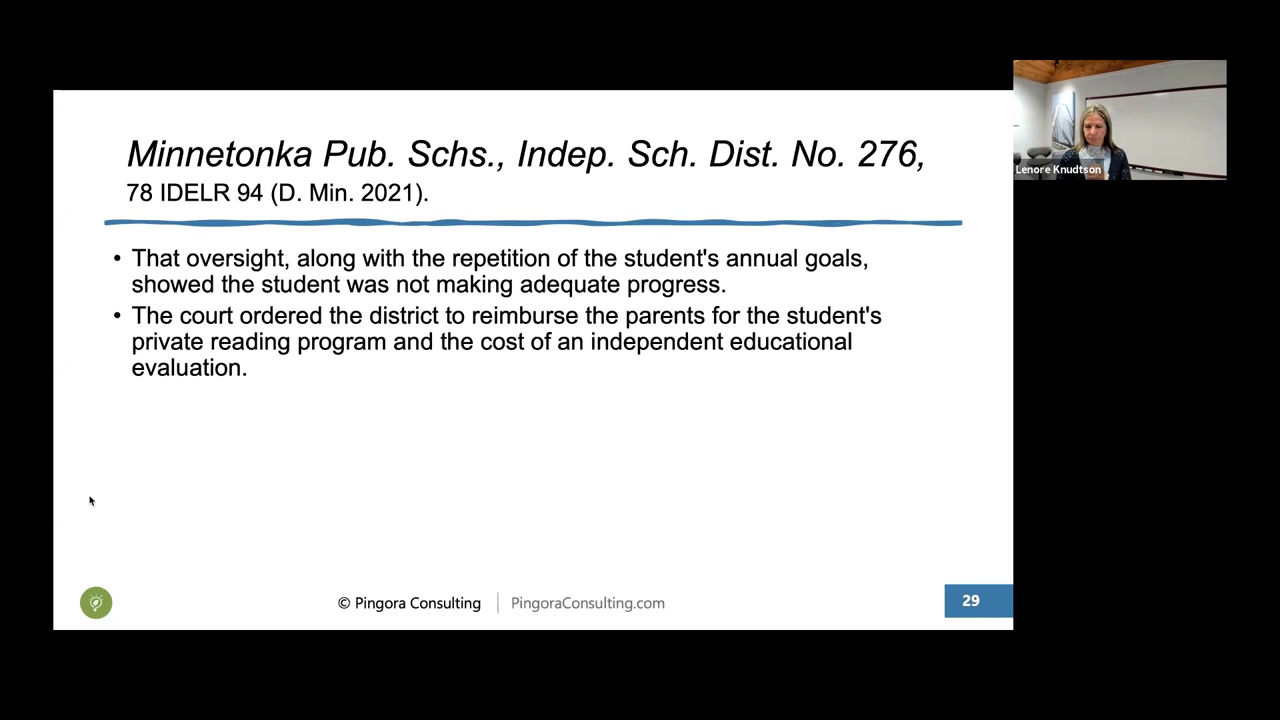 Minnetonka Pub. Schs., Indep. Sch. Dist. No. 276,
78 IDELR 94 (D. Min. 2021).
• That oversight, along with the repetition of the student's annual goals,
showed the student was not making adequate progress.
• The court ordered the district to reimburse the parents for the student's
private reading program and the cost of an independent educational
evaluation.
© Pingora Consulting
PingoraConsulting.com
29
Lenore Knudtson